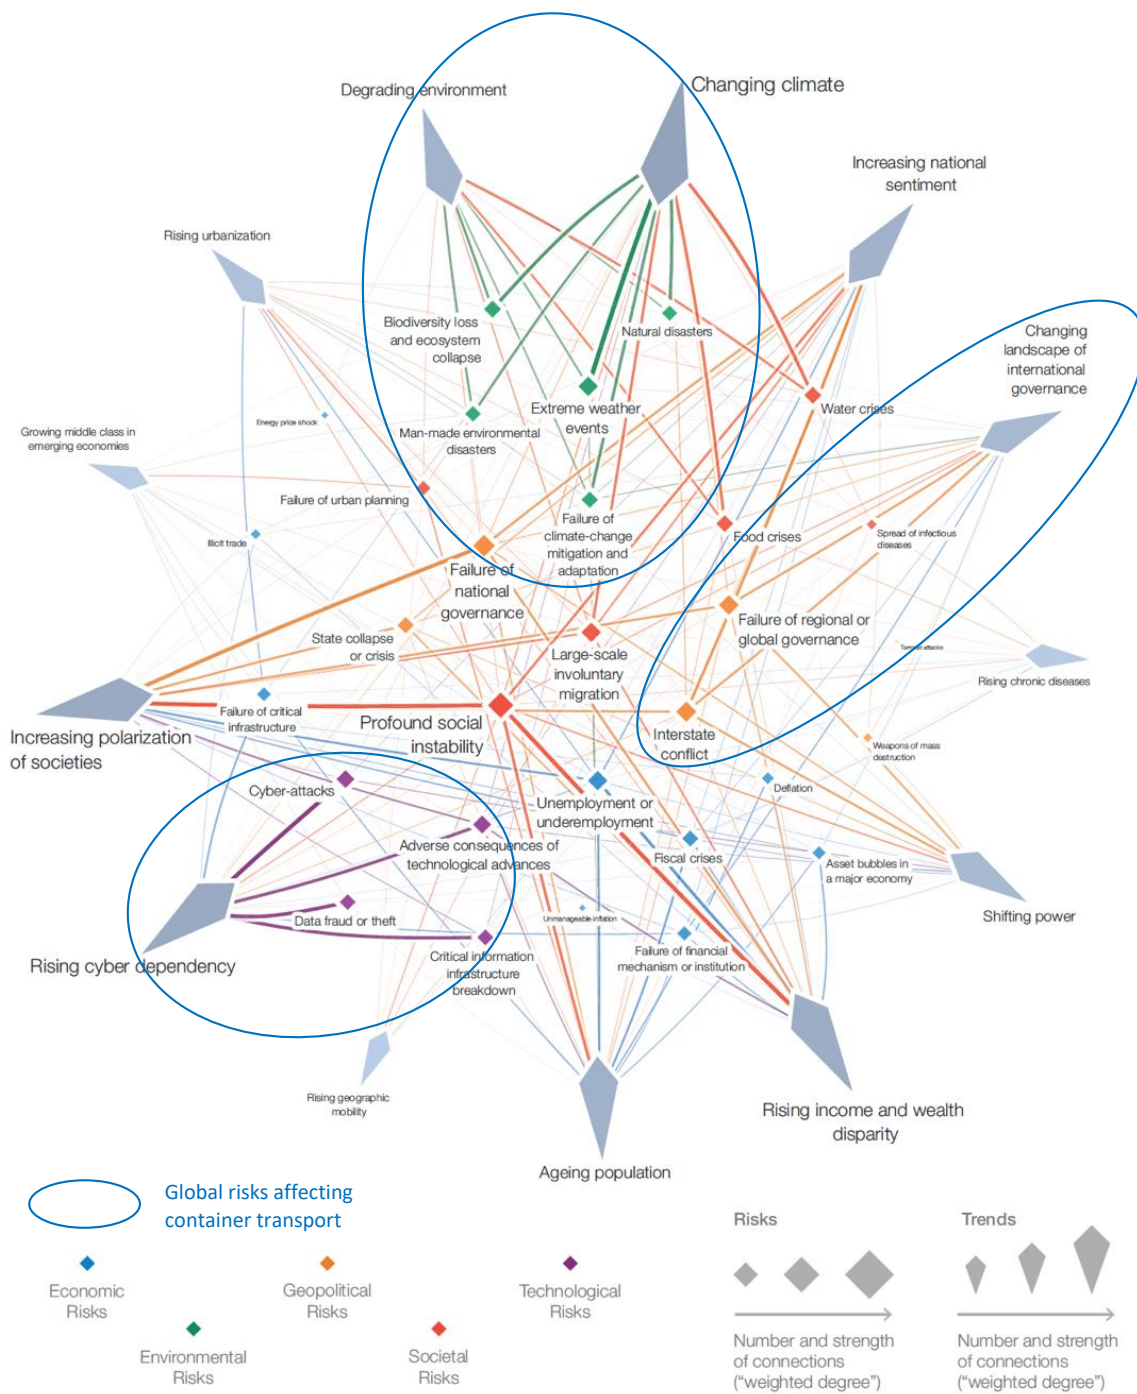 Degrading environment
Changing climate
Increasing national
sentiment
Rising urbanization
Changing
landscape of
international
governance
Biodiversity loss
and ecosystem
collapse
Natural disasters
Extreme weather
events
Water crises
Energy price shock
Man-made environmental
disasters
Growing middle class in
emerging economies
Failure of urban planning
Illicit trade
Failure of
climate-change
mitigation and
adaptation
Food crises
Spread of infectious
diseases
Failure of
national
governance
State collapse
or crisis
Large-scale
involuntary
migration
Failure of regional or
global governance
Terrorist attacks
Rising chronic diseases
Failure of critical
infrastructure
Increasing polarization
of societies
Profound social
instability
Interstate
conflict
Weapons of mass
destruction
Cyber-attacks
Unemployment or
underemployment
Deflation
Adverse consequences of
technological advances
Fiscal crises
Asset bubbles in
a major economy
Data fraud or theft
Unmanageable inflation
Shifting power
Rising cyber dependency
Critical information
infrastructure
breakdown
Failure of financial
mechanism or institution
Rising geographic
mobility
Ageing population
Rising income and wealth
disparity
Global risks affecting
container transport
Economic
Risks
Geopolitical
Risks
Technological
Risks
Environmental
Risks
Societal
Risks
Risks
Number and strength
of connections
("weighted degree")
Trends
Number and strength
of connections
("weighted degree")